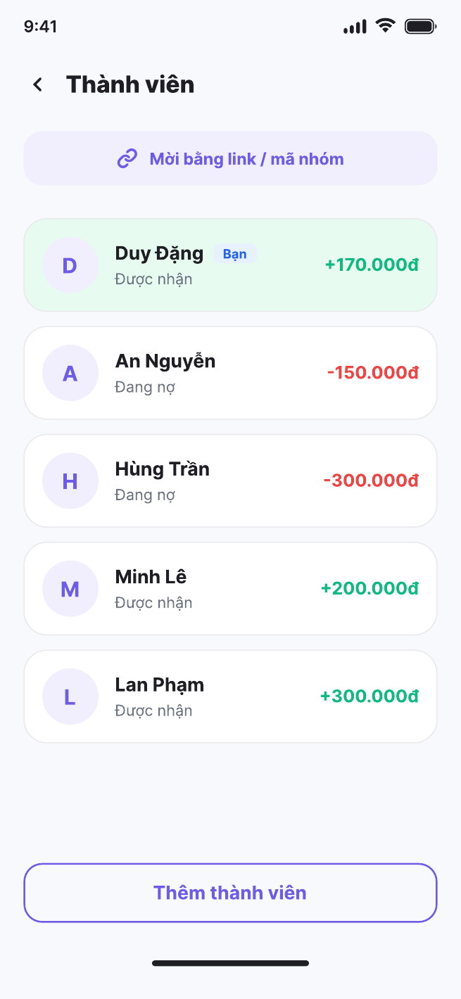 9:41
Thành viên
Mời bằng link / mã nhóm
D
Duy Đặng Bạn
Được nhận
+170.000đ
A
An Nguyễn
Đang nợ
-150.000đ
H
Hùng Trần
Đang nợ
-300.000đ
M
Minh Lê
Được nhận
+200.000đ
L
Lan Phạm
Được nhận
+300.000đ
Thêm thành viên